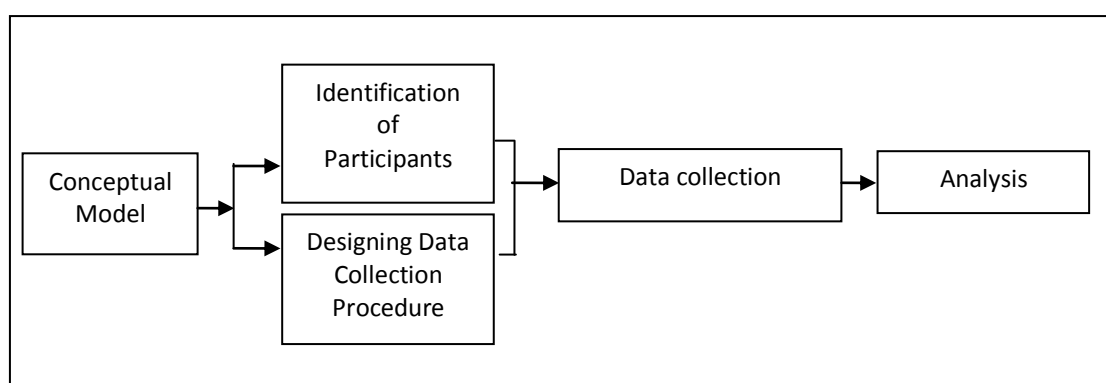 Conceptual
Model
Identification
of
Participants
Designing Data
Collection
Procedure
Data collection
Analysis